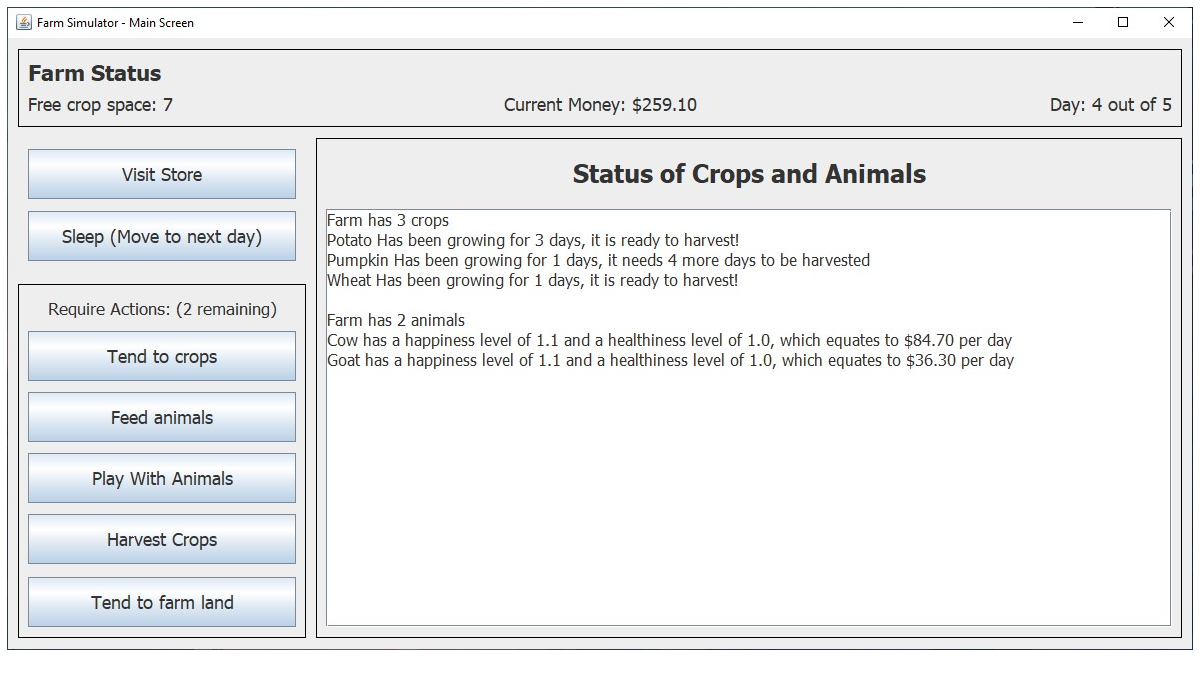 Farm Simulator - Main Screen
Farm Status
Free crop space: 7
Current Money: $259.10
Day: 4 out of 5
Visit Store
Sleep (Move to next day)
Require Actions: (2 remaining)
Tend to crops
Feed animals
Play With Animals
Harvest Crops
Tend to farm land
Status of Crops and Animals
Farm has 3 crops
Potato Has been growing for 3 days, it is ready to harvest!
Pumpkin Has been growing for 1 days, it needs 4 more days to be harvested
Wheat Has been growing for 1 days, it is ready to harvest!
Farm has 2 animals
Cow has a happiness level of 1.1 and a healthiness level of 1.0, which equates to $84.70 per day
Goat has a happiness level of 1.1 and a healthiness level of 1.0, which equates to $36.30 per day